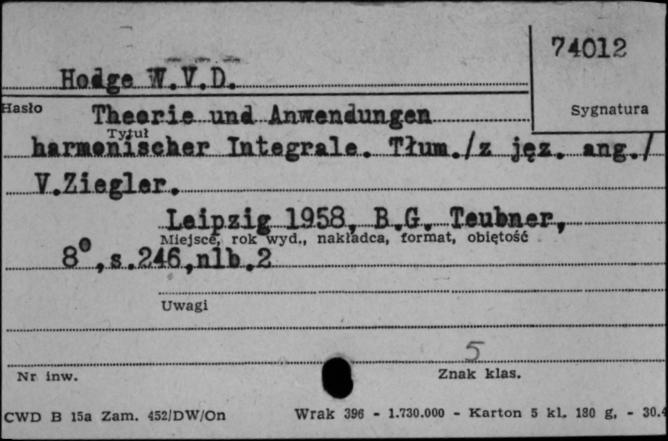 74012
Hodge W.V.D.
Hasło
Sygnatura
Theorie und Anwendungen
Tytuł
harmonischer Integrale. Tłum./z jęz. ang./
V.Ziegler.
Leipzig 1958, B.G. Teubner,
Miejsce, rok wyd., nakładca, format, objętość
8°,s.246,nlb.2
Uwagi
5
Nr inw.
Znak klas.
CWD B 15a Zam. 452/DW/On Wrak 396 - 1.730.000 - Karton 5 kl. 180 g. - 30.4